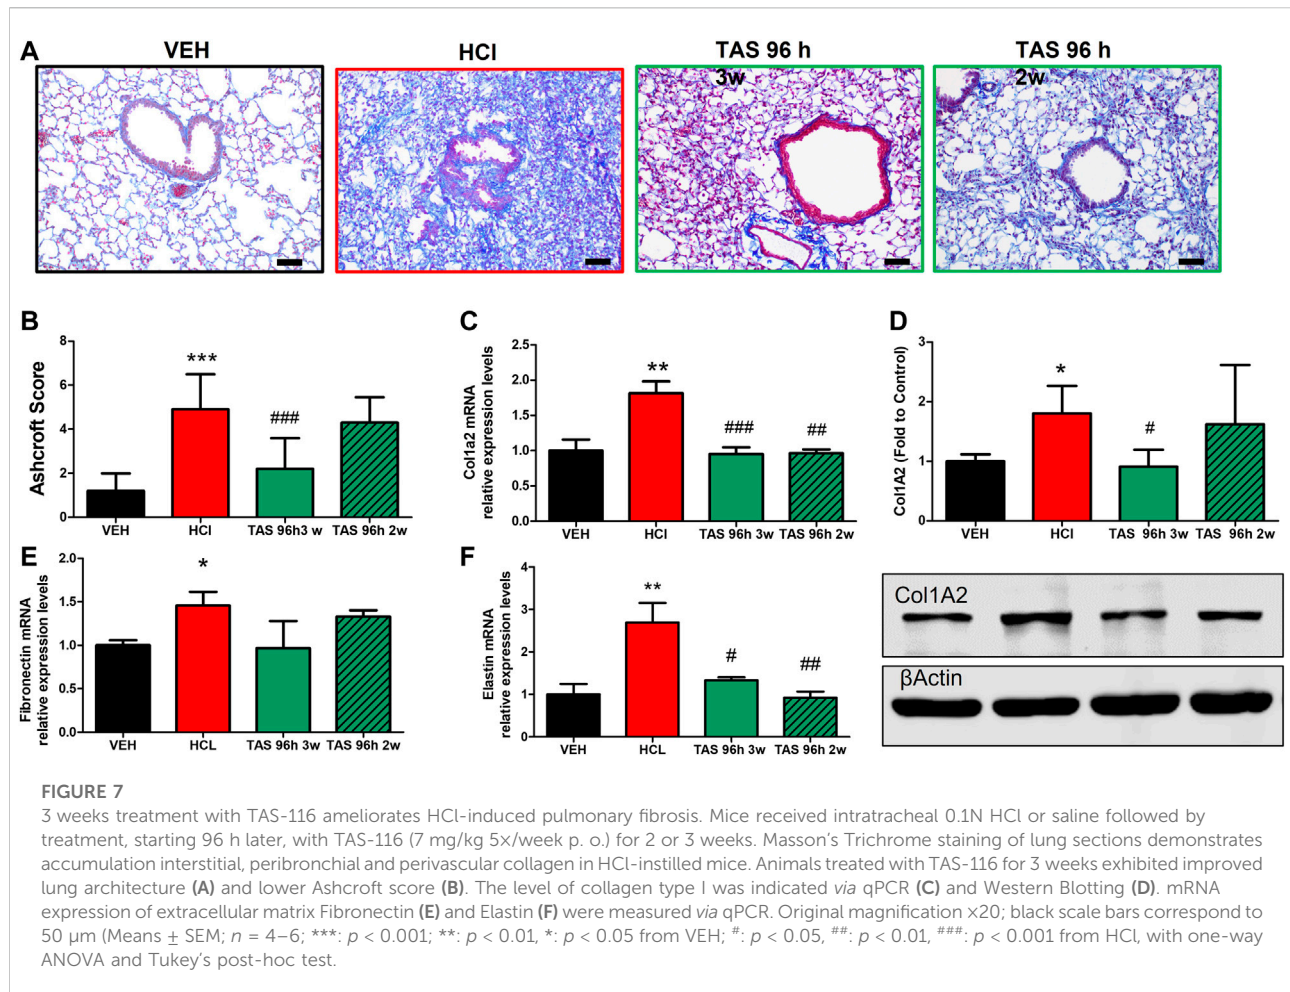 A
VEH
HCl
TAS 96 h
3w
TAS 96 h
2w
B
Ashcroft Score
8
6
4
2
0
***
###
VEH
HCl
TAS 96h3 w
TAS 96h 2w
C
Col1a2 mRNA
relative expression levels
2.5
2.0
1.5
1.0
0.5
0.0
**
###
##
VEH
HCl
TAS 96h 3w
TAS 96h 2w
D
Col1A2 (Fold to Control)
3
2
1
0
*
#
VEH
HCl
TAS 96h 3w
TAS 96h 2w
E
Fibronectin mRNA
relative expression levels
2.0
1.5
1.0
0.5
0.0
*
VEH
HCL
TAS 96h 3w
TAS 96h 2w
F
Elastin mRNA
relative expression levels
4
3
2
1
0
**
#
##
VEH
HCL
TAS 96h 3w
TAS 96h 2w
Col1A2
βActin
FIGURE 7
3 weeks treatment with TAS-116 ameliorates HCl-induced pulmonary fibrosis. Mice received intratracheal 0.1N HCl or saline followed by
treatment, starting 96 h later, with TAS-116 (7 mg/kg 5×/week p. o.) for 2 or 3 weeks. Masson's Trichrome staining of lung sections demonstrates
accumulation interstitial, peribronchial and perivascular collagen in HCl-instilled mice. Animals treated with TAS-116 for 3 weeks exhibited improved
lung architecture (A) and lower Ashcroft score (B). The level of collagen type I was indicated via qPCR (C) and Western Blotting (D). mRNA
expression of extracellular matrix Fibronectin (E) and Elastin (F) were measured via qPCR. Original magnification ×20; black scale bars correspond to
50 μm (Means ± SEM; n = 4–6; ***: p < 0.001; **: p < 0.01, *: p < 0.05 from VEH; #: p < 0.05, ##: p < 0.01, ###: p < 0.001 from HCl, with one-way
ANOVA and Tukey's post-hoc test.